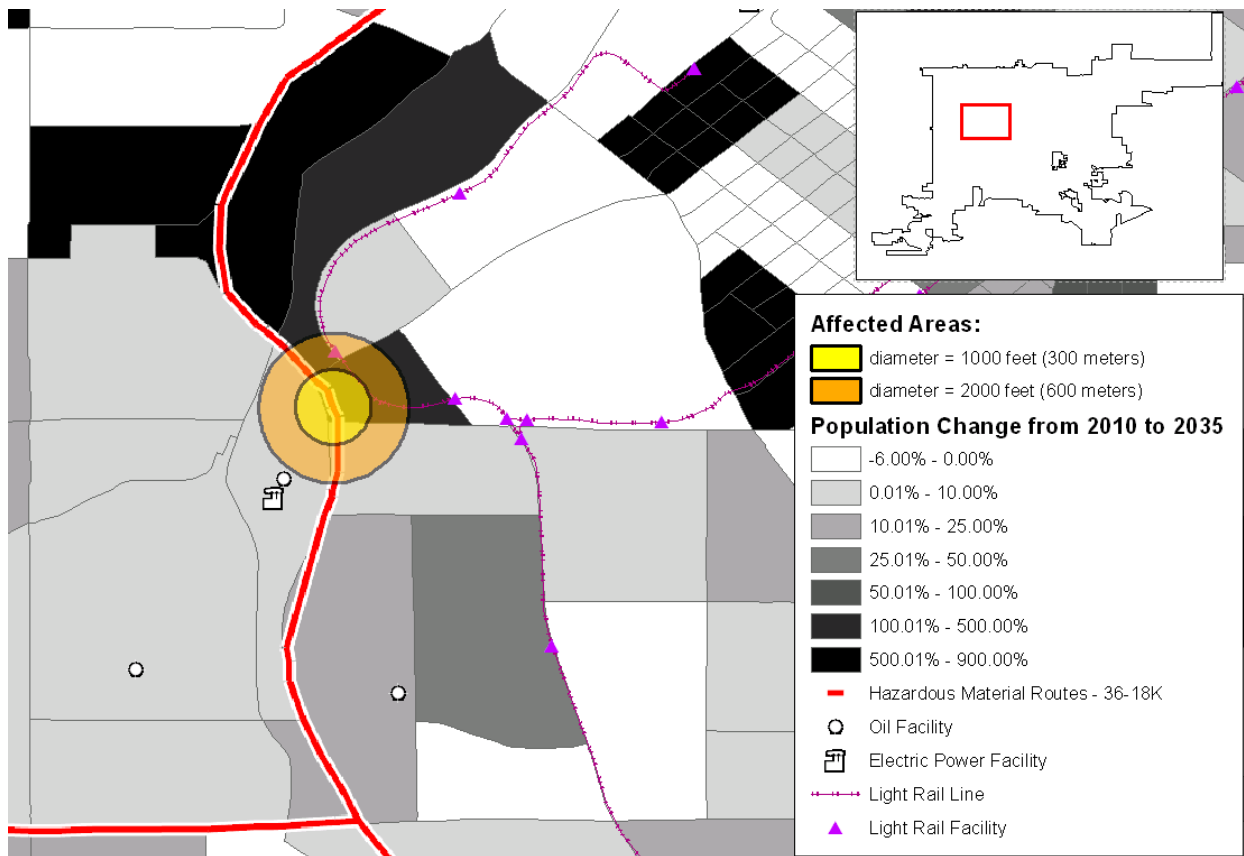 Affected Areas:
diameter = 1000 feet (300 meters)
diameter = 2000 feet (600 meters)
Population Change from 2010 to 2035
-6.00% - 0.00%
0.01% - 10.00%
10.01% - 25.00%
25.01% - 50.00%
50.01% - 100.00%
100.01% - 500.00%
500.01% - 900.00%
Hazardous Material Routes - 36-18K
Oil Facility
Electric Power Facility
Light Rail Line
Light Rail Facility